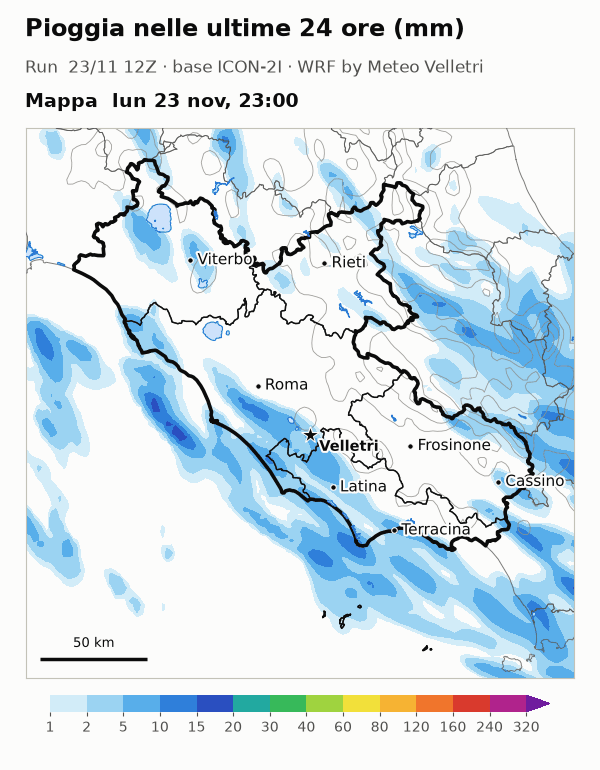 Pioggia nelle ultime 24 ore (mm)
Run 23/11 12Z · base ICON-2I · WRF by Meteo Velletri
Mappa lun 23 nov, 23:00
Viterbo
Rieti
Roma
Velletri
Frosinone
Latina
Cassino
Terracina
50 km
1 2 5 10 15 20 30 40 60 80 120 160 240 320